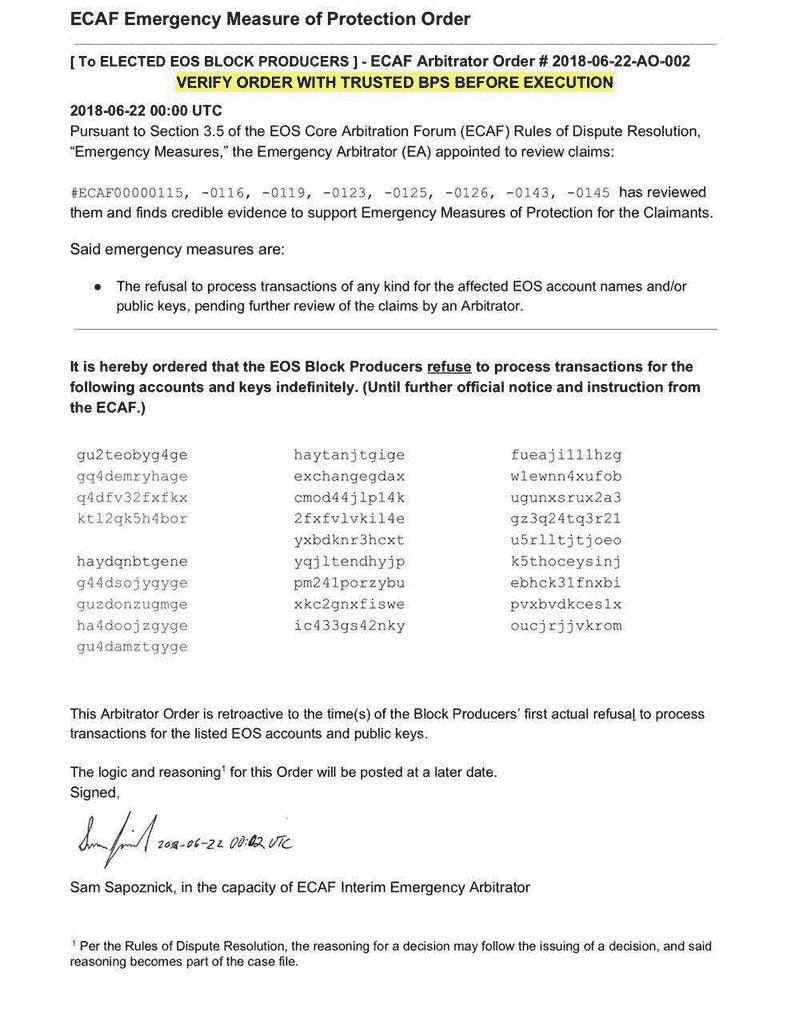 ECAF Emergency Measure of Protection Order
[ To ELECTED EOS BLOCK PRODUCERS ] - ECAF Arbitrator Order # 2018-06-22-AO-002
VERIFY ORDER WITH TRUSTED BPS BEFORE EXECUTION
2018-06-22 00:00 UTC
Pursuant to Section 3.5 of the EOS Core Arbitration Forum (ECAF) Rules of Dispute Resolution,
“Emergency Measures,” the Emergency Arbitrator (EA) appointed to review claims:
#ECAF00000115, -0116, -0119, -0123, -0125, -0126, -0143, -0145 has reviewed
them and finds credible evidence to support Emergency Measures of Protection for the Claimants.
Said emergency measures are:
● The refusal to process transactions of any kind for the affected EOS account names and/or
public keys, pending further review of the claims by an Arbitrator.
It is hereby ordered that the EOS Block Producers refuse to process transactions for the
following accounts and keys indefinitely. (Until further official notice and instruction from
the ECAF.)
gu2teobyg4ge haytanjtgige fueaji11lhzg
gq4demryhage exchangegdax w1ewnn4xufob
q4dfv32fxfkx cmod44jlp14k ugunxsrux2a3
ktl2qk5h4bor 2fxfvlvkil4e gz3q24tq3r21
yxbdknr3hcxt u5rlltjtjoeo
haydqnbtgene yqjltendhyjp k5thoceysinj
g44dsojygyge pm241porzybu ebhck31fnxbi
guzdonzugmge xkc2gnxfiswe pvxbvdkces1x
ha4doojzgyge ic433gs42nky oucjrjjvkrom
gu4damztgyge
This Arbitrator Order is retroactive to the time(s) of the Block Producers’ first actual refusal to process
transactions for the listed EOS accounts and public keys.
The logic and reasoning¹ for this Order will be posted at a later date.
Signed,
2018-06-22 00:02 UTC
Sam Sapoznick, in the capacity of ECAF Interim Emergency Arbitrator
¹ Per the Rules of Dispute Resolution, the reasoning for a decision may follow the issuing of a decision, and said
reasoning becomes part of the case file.